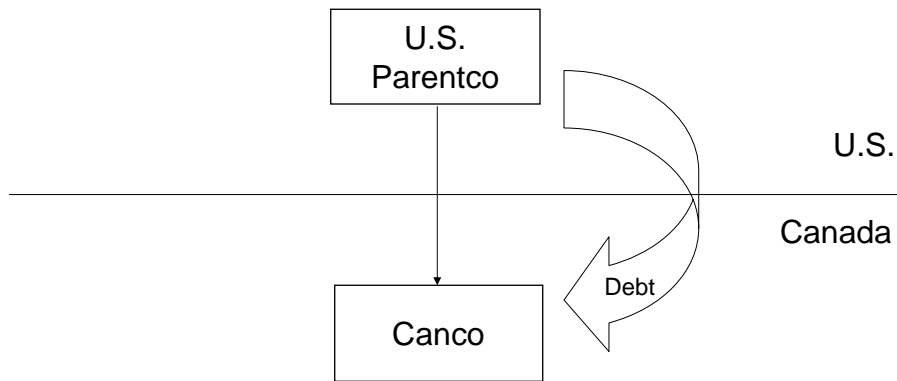 U.S.
Parentco
U.S.
Canada
Debt
Canco